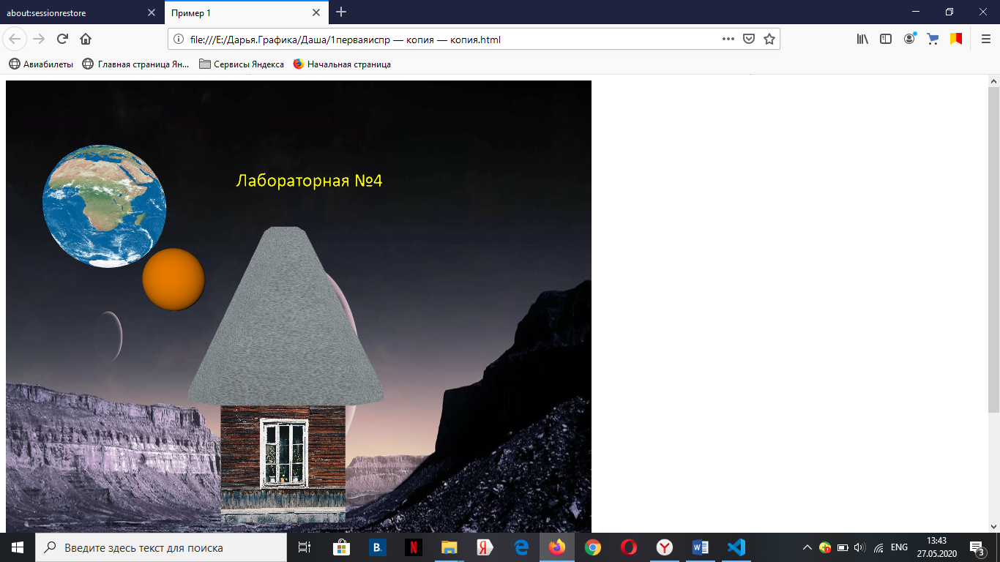 about:sessionrestore
Пример 1
file:///E:/Дарья.Графика/Даша/1перваяиспр — копия — копия.html
Авиабилеты
Главная страница Ян...
Сервисы Яндекса
Начальная страница
Лабораторная №4
Введите здесь текст для поиска
B.
N
Я
Y
W
ENG
13:43
27.05.2020
3